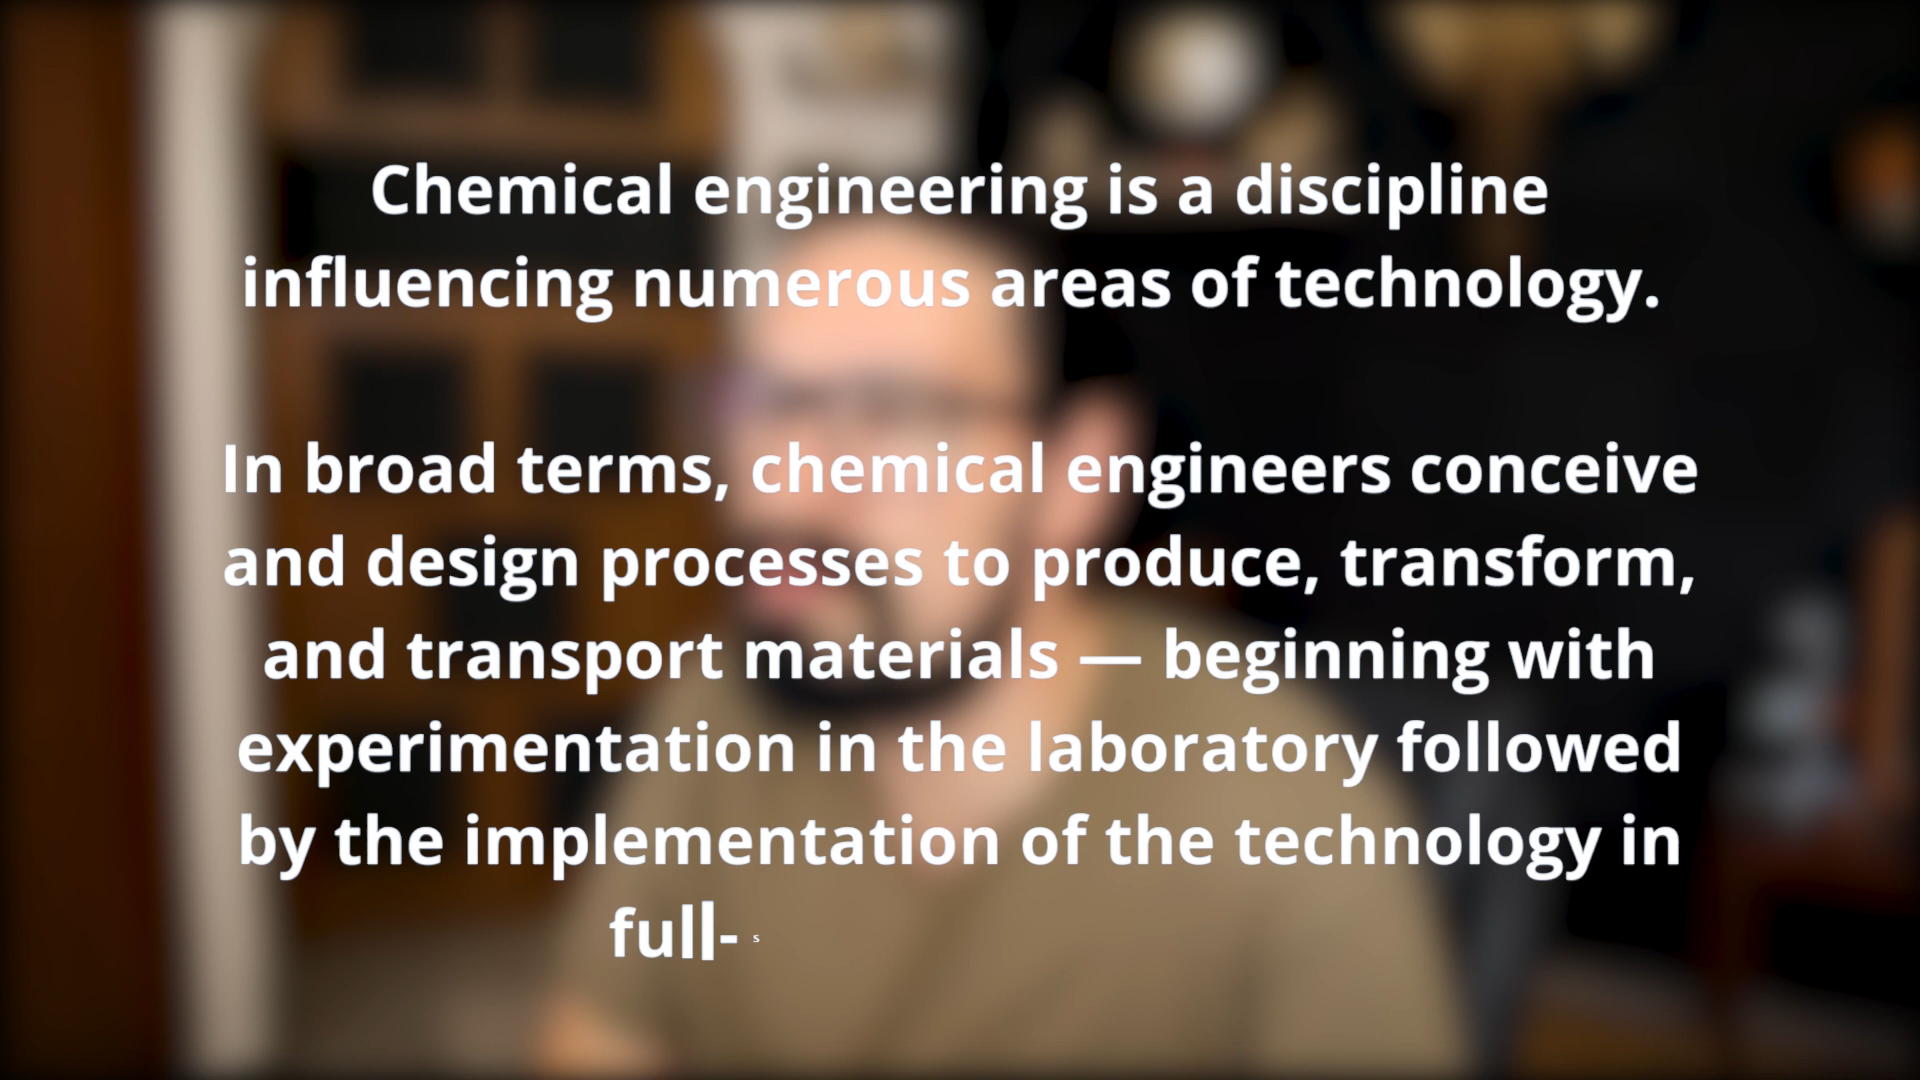 Chemical engineering is a discipline
influencing numerous areas of technology.
In broad terms, chemical engineers conceive
and design processes to produce, transform,
and transport materials — beginning with
experimentation in the laboratory followed
by the implementation of the technology in
full-s